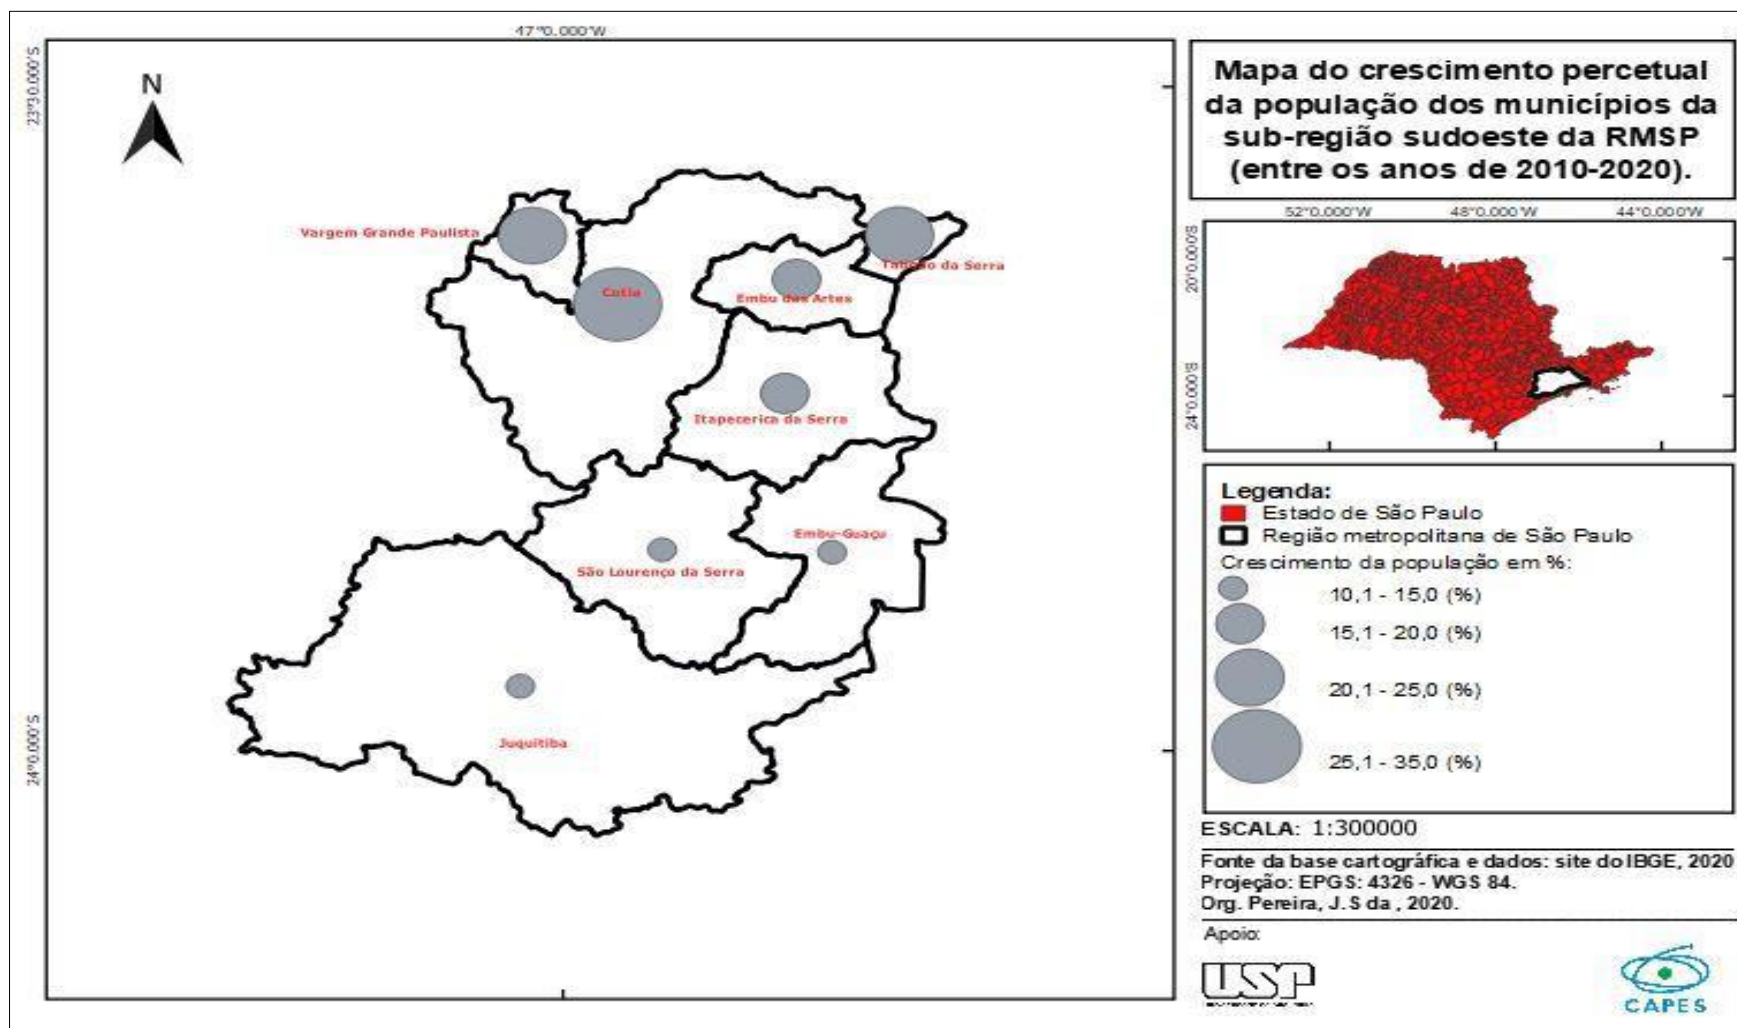 47°0.000'W
23°30.000'S
24°0.000'S
N
Vargem Grande Paulista
Cotia
Taboão da Serra
Embu das Artes
Itapecerica da Serra
Embu-Guaçu
São Lourenço da Serra
Juquitiba
Mapa do crescimento percetual
da população dos municípios da
sub-região sudoeste da RMSP
(entre os anos de 2010-2020).
52°0.000'W 48°0.000'W 44°0.000'W
20°0.000'S
24°0.000'S
Legenda:
Estado de São Paulo
Região metropolitana de São Paulo
Crescimento da população em %:
10,1 - 15,0 (%)
15,1 - 20,0 (%)
20,1 - 25,0 (%)
25,1 - 35,0 (%)
ESCALA: 1:300000
Fonte da base cartográfica e dados: site do IBGE, 2020
Projeção: EPGS: 4326 - WGS 84.
Org. Pereira, J.S da , 2020.
Apoio:
USP
CAPES